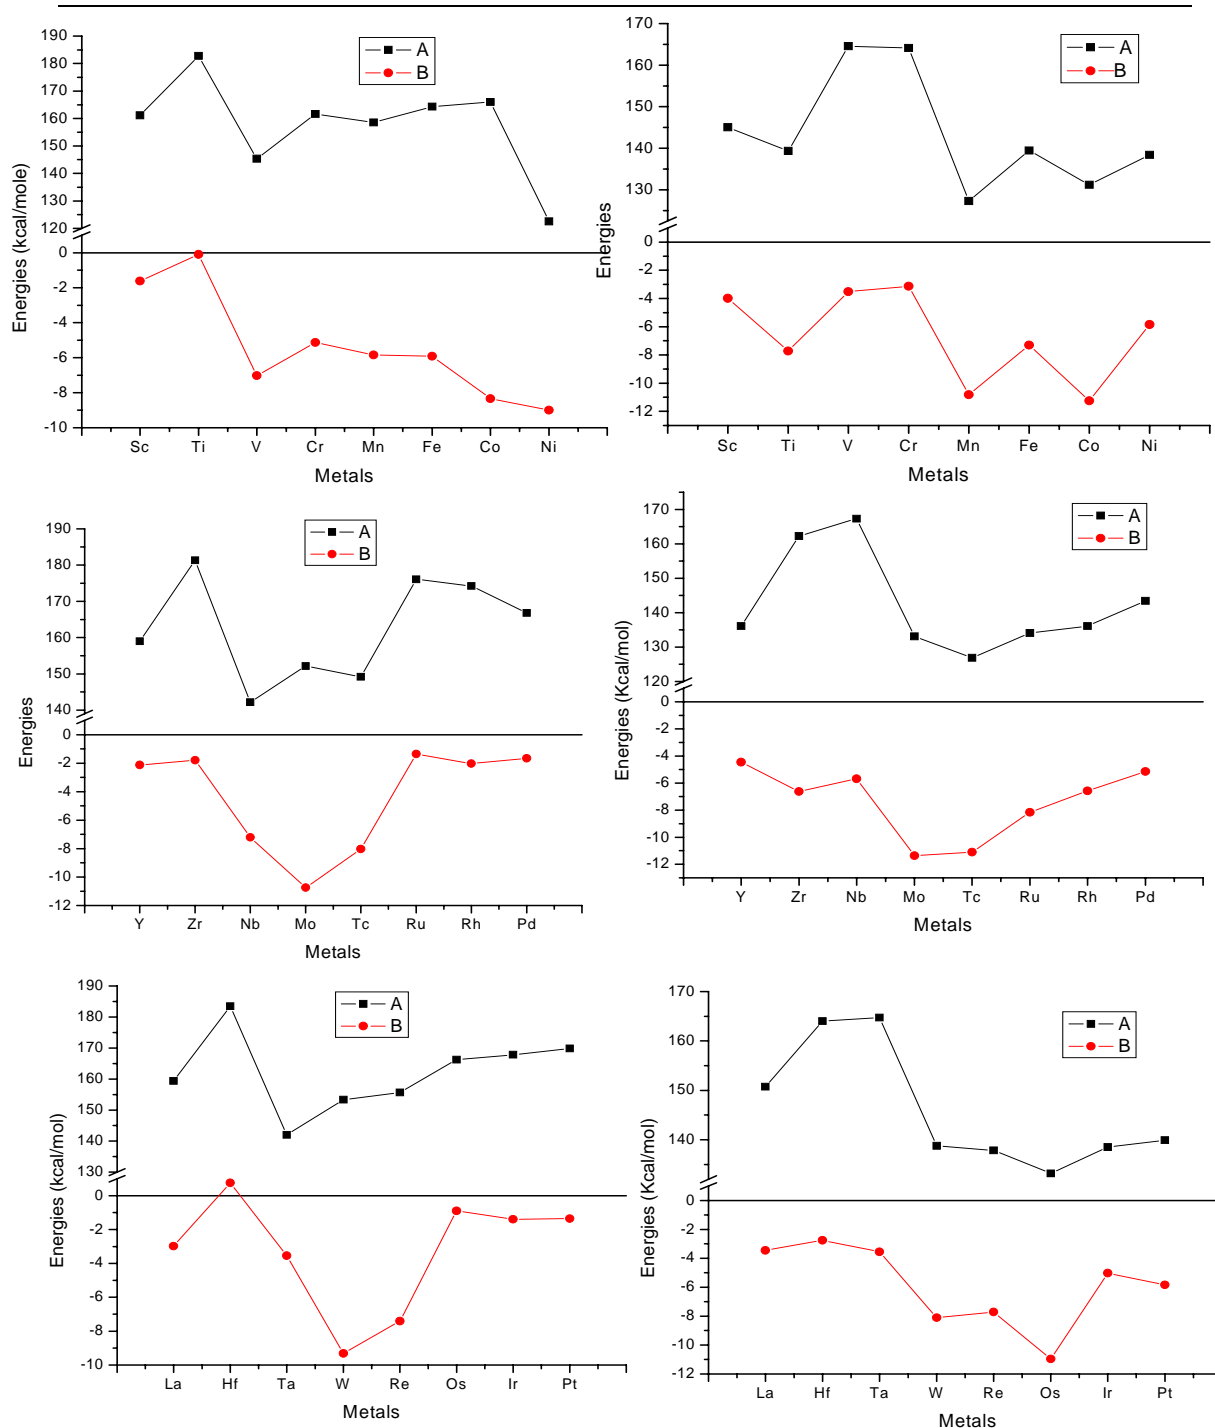 190
180
170
160
150
140
130
120
0
-2
-4
-6
-8
-10
Energies (kcal/mole)
A
B
Sc Ti V Cr Mn Fe Co Ni
Metals
170
160
150
140
130
0
-2
-4
-6
-8
-10
-12
Energies
A
B
Sc Ti V Cr Mn Fe Co Ni
Metals
190
180
170
160
150
140
0
-2
-4
-6
-8
-10
-12
Energies
A
B
Y Zr Nb Mo Tc Ru Rh Pd
Metals
170
160
150
140
130
120
0
-2
-4
-6
-8
-10
-12
Energies (Kcal/mol)
A
B
Y Zr Nb Mo Tc Ru Rh Pd
Metals
190
180
170
160
150
140
130
0
-2
-4
-6
-8
-10
Energies (kcal/mol)
A
B
La Hf Ta W Re Os Ir Pt
Metals
170
160
150
140
0
-2
-4
-6
-8
-10
-12
Energies (Kcal/mol)
A
B
La Hf Ta W Re Os Ir Pt
Metals